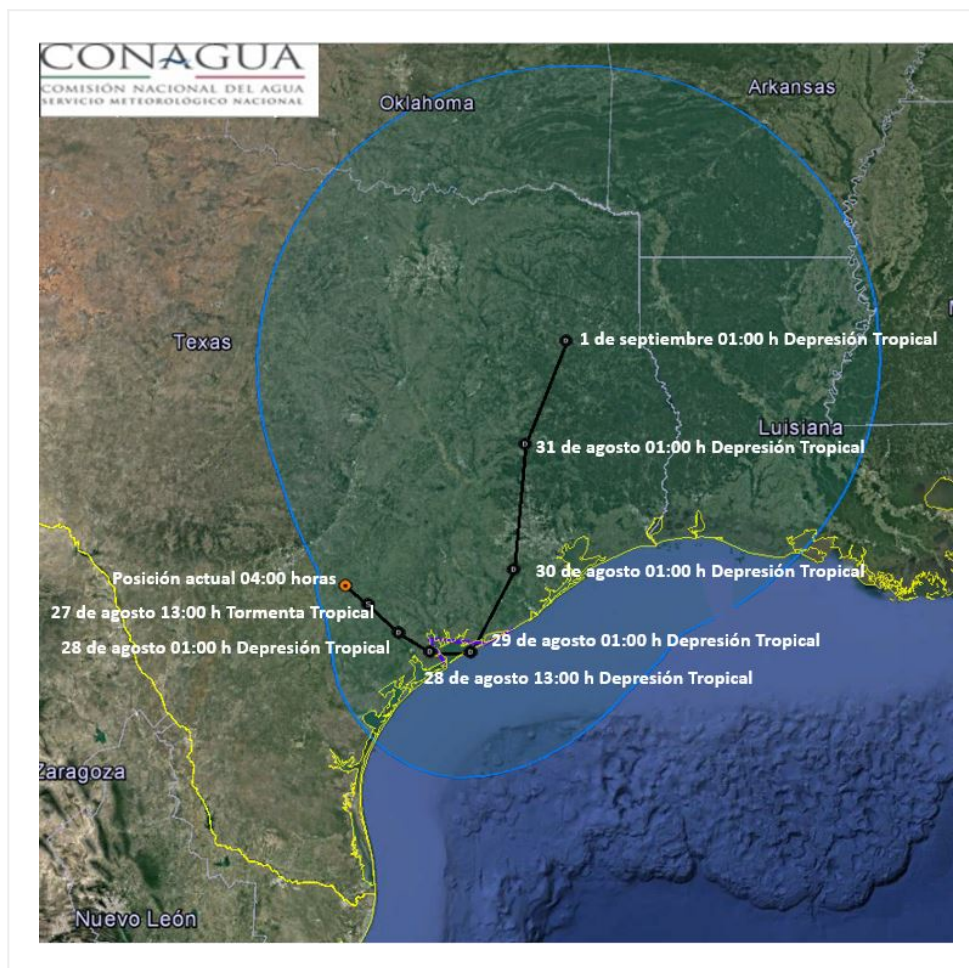 CONAGUA
COMISIÓN NACIONAL DEL AGUA
SERVICIO METEOROLÓGICO NACIONAL
Oklahoma
Arkansas
Texas
1 de septiembre 01:00 h Depresión Tropical
Luisiana
31 de agosto 01:00 h Depresión Tropical
30 de agosto 01:00 h Depresión Tropical
Posición actual 04:00 horas
27 de agosto 13:00 h Tormenta Tropical
28 de agosto 01:00 h Depresión Tropical
29 de agosto 01:00 h Depresión Tropical
28 de agosto 13:00 h Depresión Tropical
Zaragoza
Nuevo León